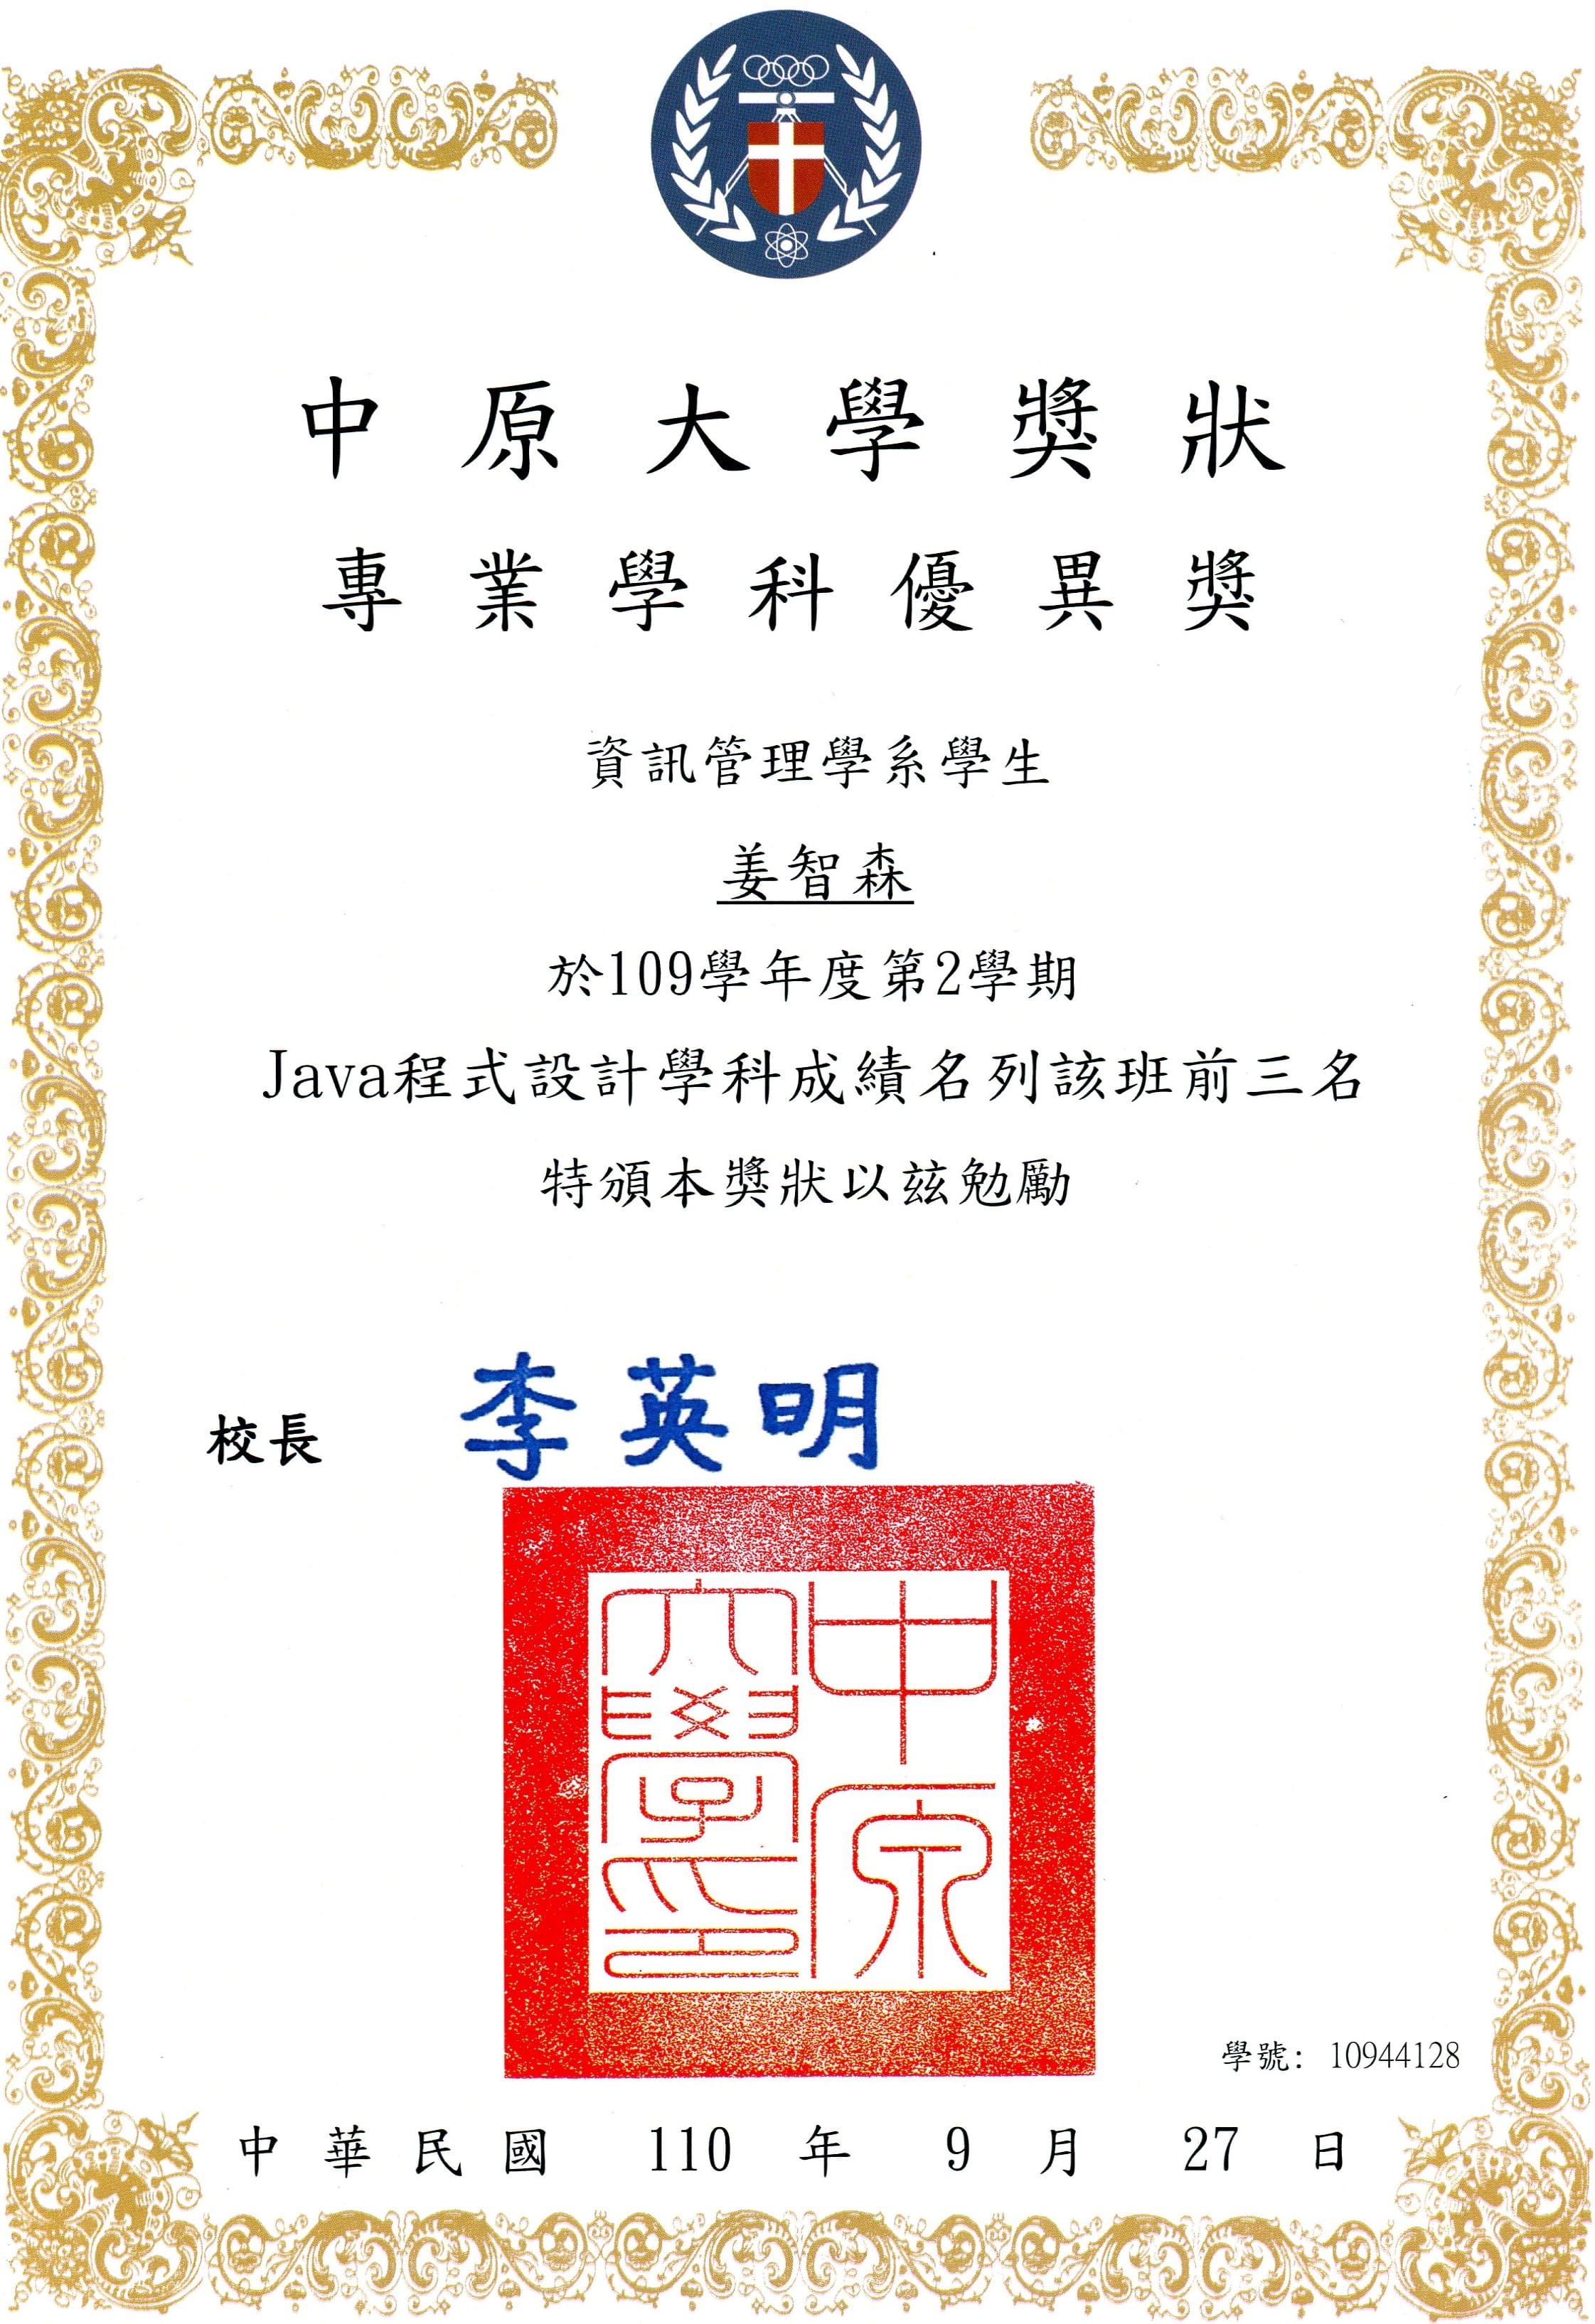 中原大學獎狀
專業學科優異獎
資訊管理學系學生
姜智森
於109學年度第2學期
Java程式設計學科成績名列該班前三名
特頒本獎狀以茲勉勵
校長 李英明
中原大學印
學號: 10944128
中華民國 110 年 9 月 27 日